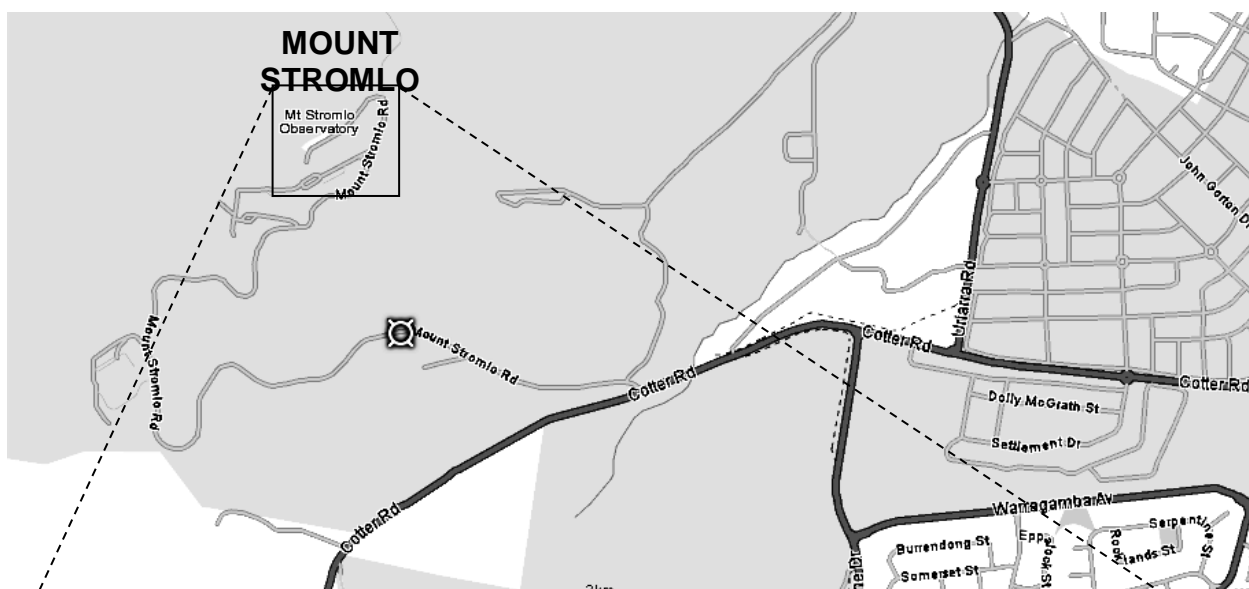 MOUNT
STROMLO
Mt Stromlo
Observatory
Mount Stromlo Rd
John Gorton Dr
Uriarra Rd
Mount Stromlo Rd
Mount Stromlo Rd
Cotter Rd
Cotter Rd
Cotter Rd
Dolly McGrath St
Settlement Dr
Cotter Rd
Warragamba Av
Serpentine St
Burrendong St
Somerset St